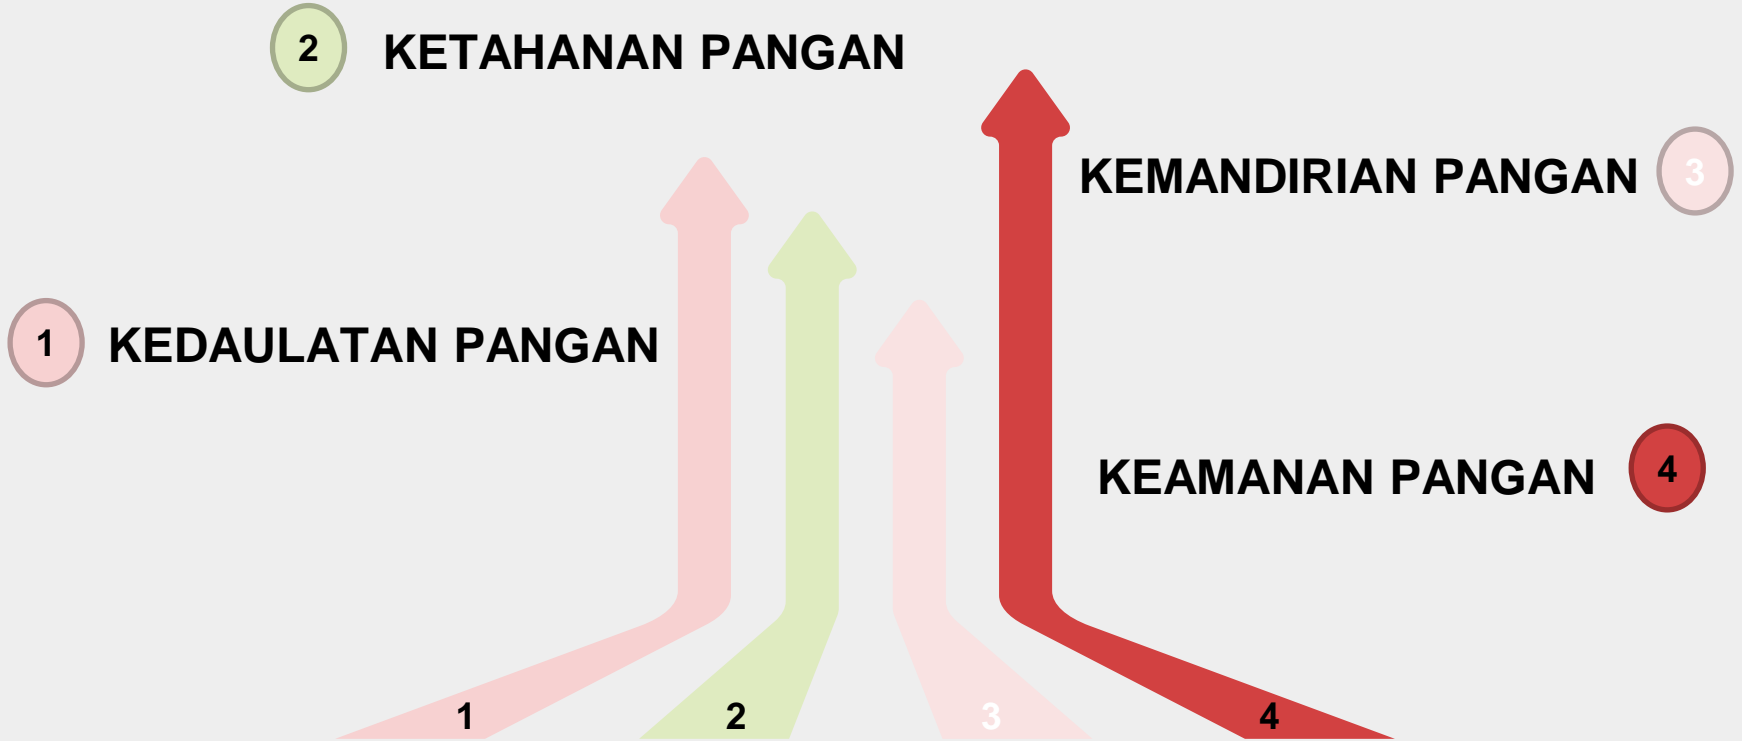 2 KETAHANAN PANGAN
KEMANDIRIAN PANGAN 3
1 KEDAULATAN PANGAN
KEAMANAN PANGAN 4
1 2 3 4